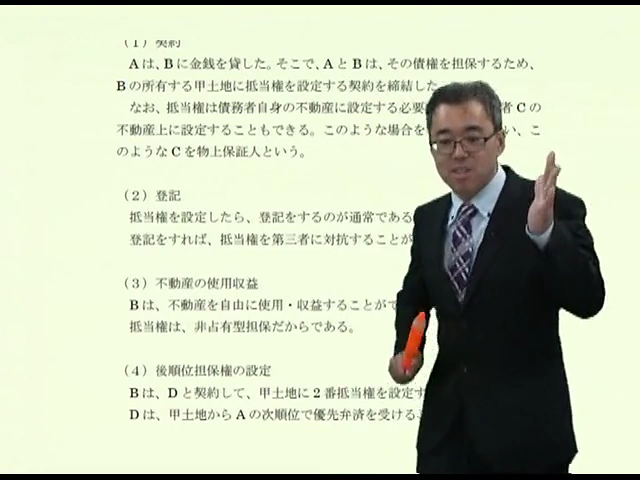 （1）契約
Aは、Bに金銭を貸した。そこで、AとBは、その債権を担保するため、
Bの所有する甲土地に抵当権を設定する契約を締結した
なお、抵当権は債務者自身の不動産に設定する必要 者Cの
不動産上に設定することもできる。このような場合を い、こ
のようなCを物上保証人という。
（2）登記
抵当権を設定したら、登記をするのが通常である
登記をすれば、抵当権を第三者に対抗することが
（3）不動産の使用収益
Bは、不動産を自由に使用・収益することがで
抵当権は、非占有型担保だからである。
（4）後順位担保権の設定
Bは、Dと契約して、甲土地に2番抵当権を設定す
Dは、甲土地からAの次順位で優先弁済を受ける